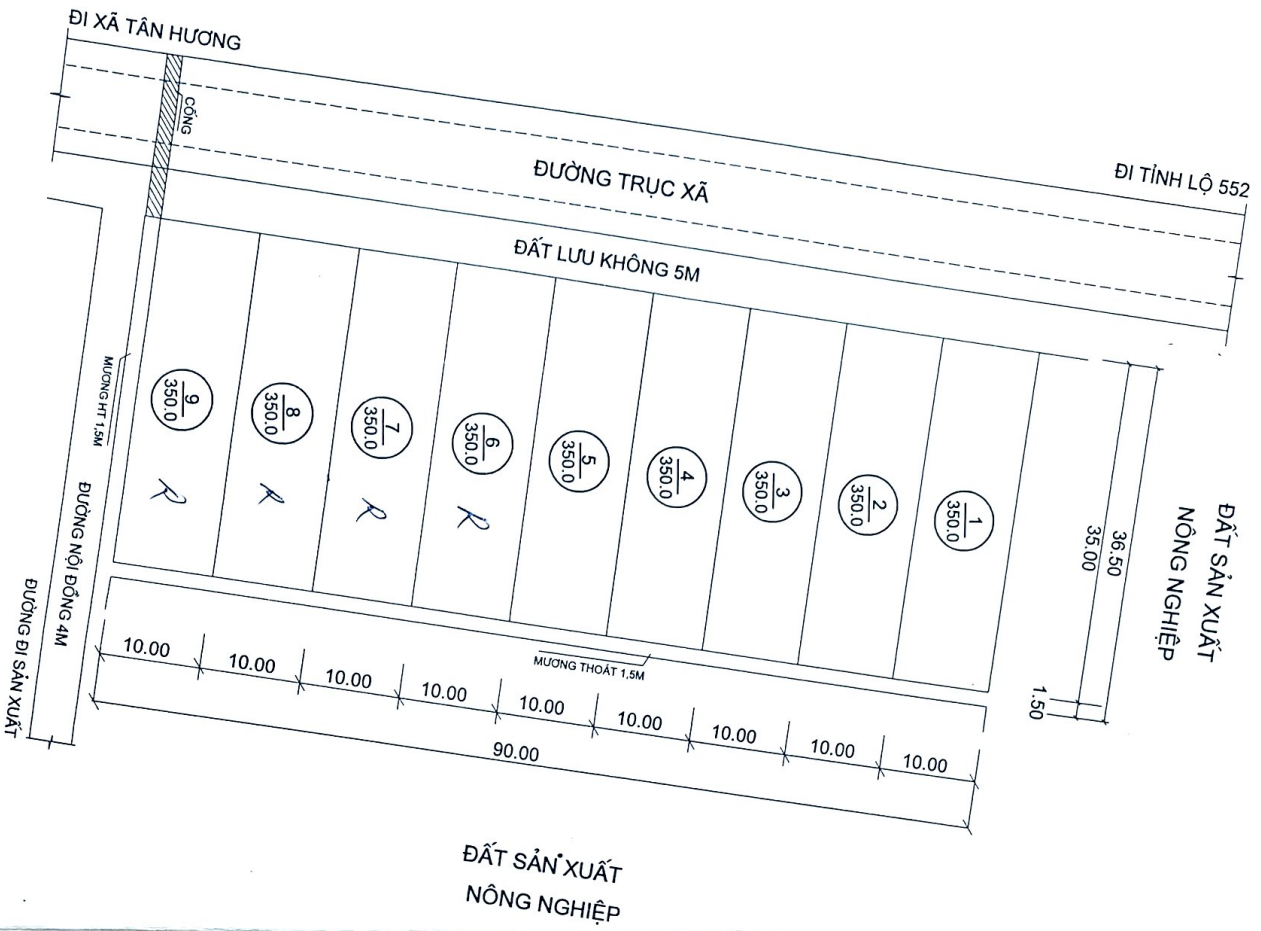 ĐI XÃ TÂN HƯƠNG
CỐNG
ĐƯỜNG TRỤC XÃ
ĐI TỈNH LỘ 552
ĐẤT LƯU KHÔNG 5M
9
350.0
8
350.0
7
350.0
6
350.0
5
350.0
4
350.0
3
350.0
2
350.0
1
350.0
R
R
R
R
36.50
35.00
1.50
ĐẤT SẢN XUẤT
NÔNG NGHIỆP
MƯƠNG HT 1,5M
ĐƯỜNG NỘI ĐỒNG 4M
ĐƯỜNG ĐI SẢN XUẤT
MƯƠNG THOÁT 1,5M
10.00
10.00
10.00
10.00
10.00
10.00
10.00
10.00
10.00
90.00
ĐẤT SẢN XUẤT
NÔNG NGHIỆP